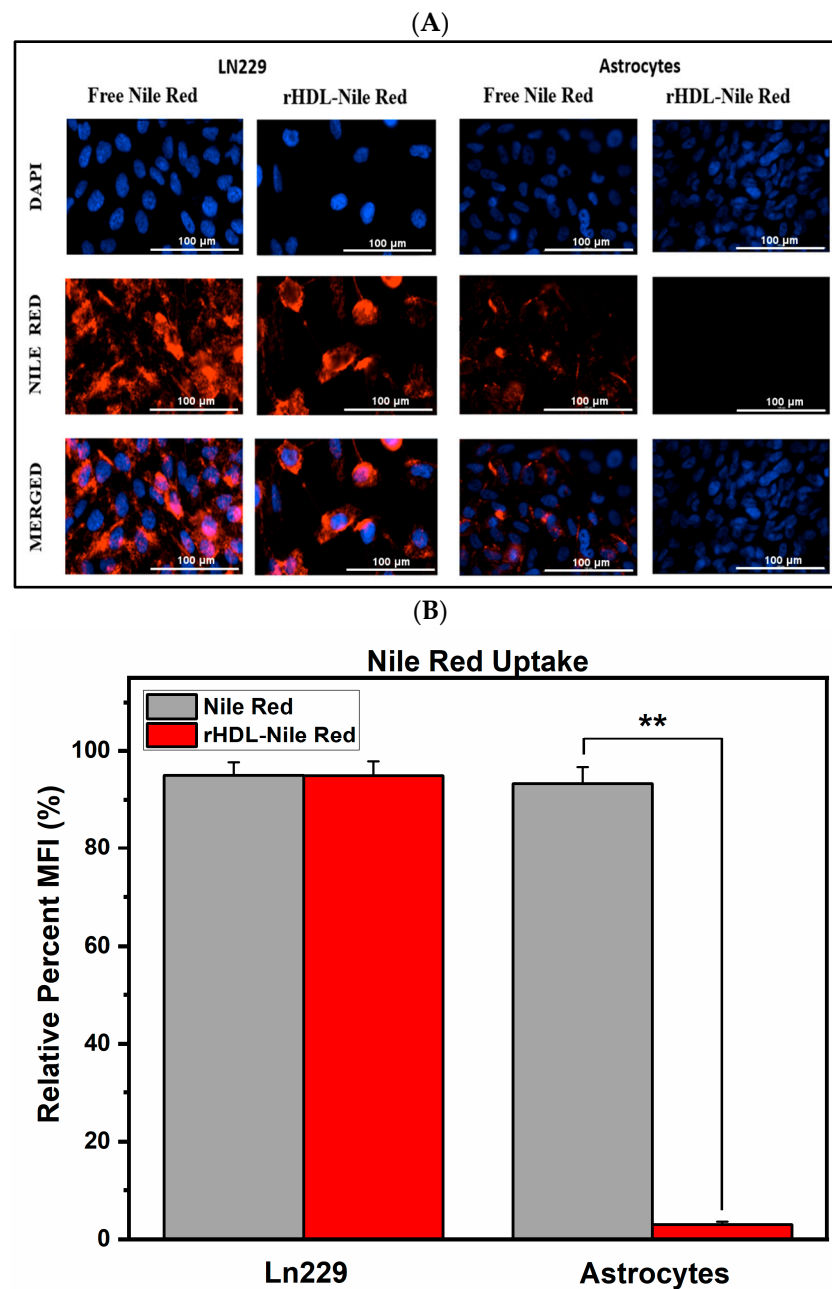 (A)
LN229 Astrocytes
Free Nile Red rHDL-Nile Red Free Nile Red rHDL-Nile Red
DAPI
100 µm 100 µm 100 µm 100 µm
NILE RED
100 µm 100 µm 100 µm 100 µm
MERGED
100 µm 100 µm 100 µm 100 µm
(B)
Nile Red Uptake
Nile Red
rHDL-Nile Red
**
Relative Percent MFI (%)
100
80
60
40
20
0
Ln229 Astrocytes